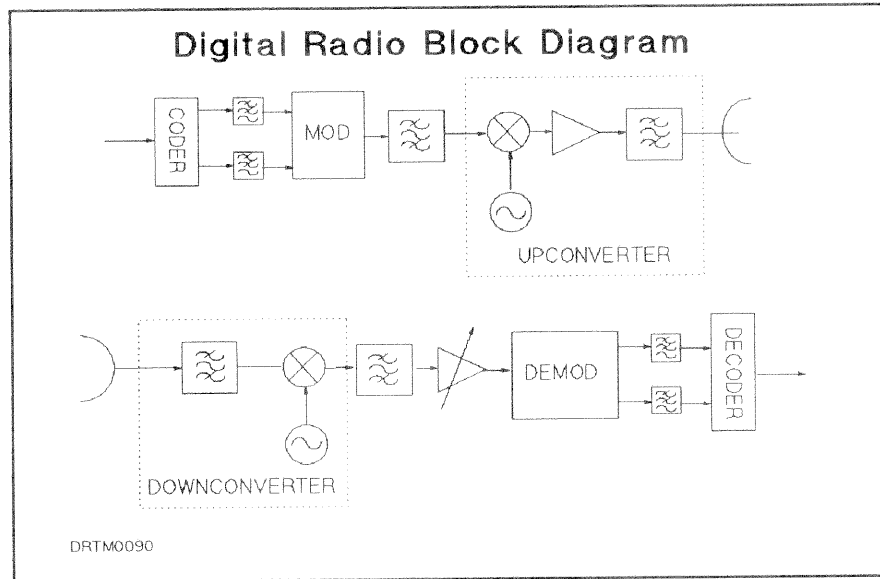 Digital Radio Block Diagram
CODER
MOD
UPCONVERTER
DEMOD
DECODER
DOWNCONVERTER
DRTM0090